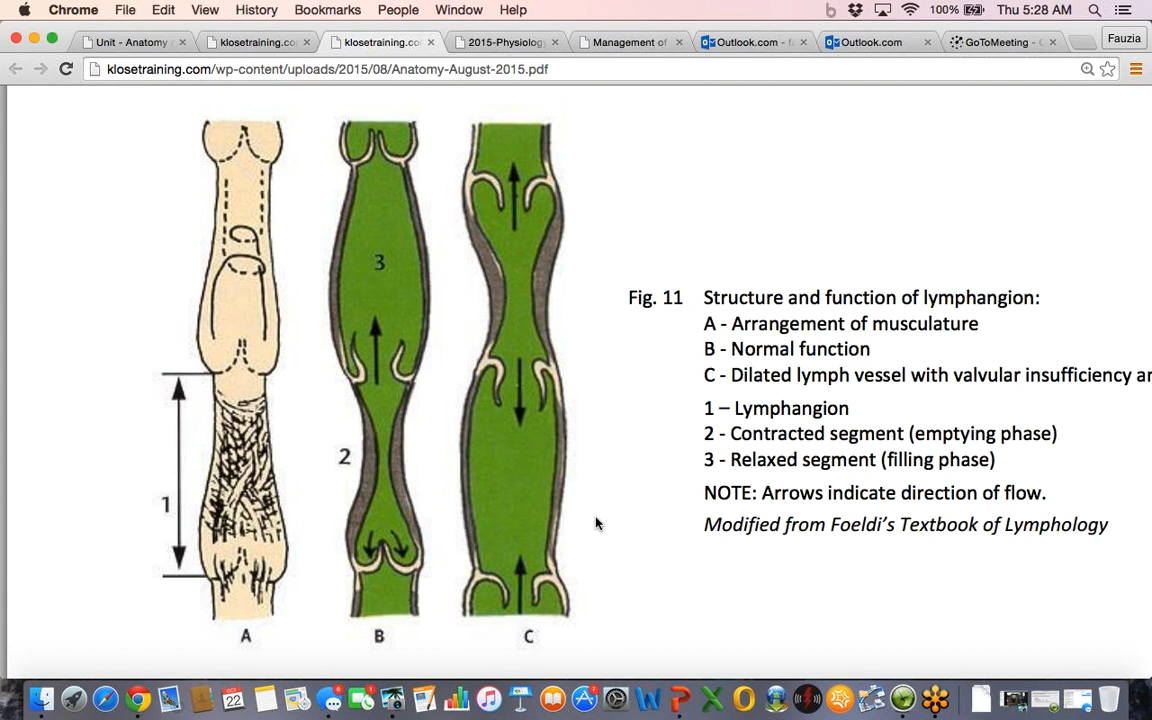 Chrome File Edit View History Bookmarks People Window Help 100% Thu 5:28 AM
Unit - Anatomy klosetraining.co klosetraining.co 2015-Physiolog Management of Outlook.com - f Outlook.com GoToMeeting - Fauzia
klosetraining.com/wp-content/uploads/2015/08/Anatomy-August-2015.pdf
3
2
1
A B C
Fig. 11 Structure and function of lymphangion:
A - Arrangement of musculature
B - Normal function
C - Dilated lymph vessel with valvular insufficiency ar
1 – Lymphangion
2 - Contracted segment (emptying phase)
3 - Relaxed segment (filling phase)
NOTE: Arrows indicate direction of flow.
Modified from Foeldi's Textbook of Lymphology
OCT
22